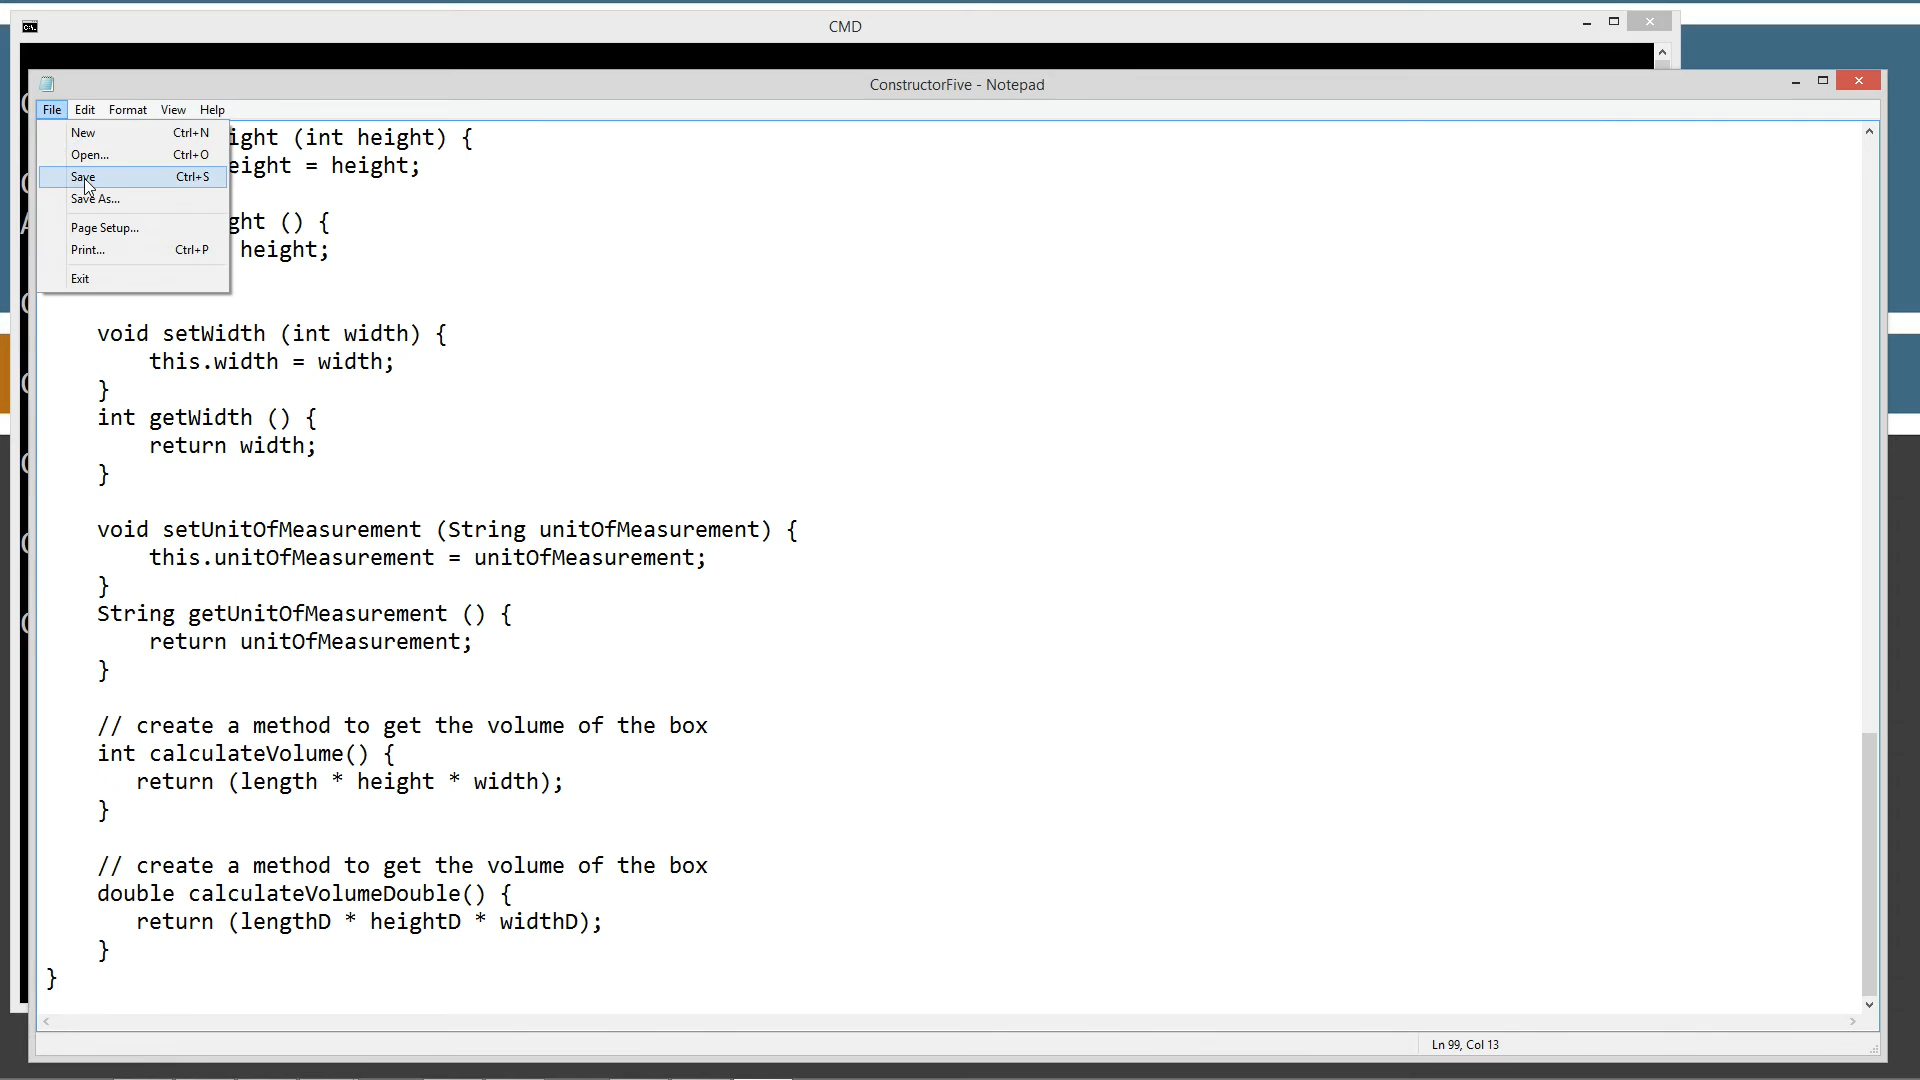 CMD
ConstructorFive - Notepad
File Edit Format View Help
New Ctrl+N
Open... Ctrl+O
Save Ctrl+S
Save As...
Page Setup...
Print... Ctrl+P
Exit
ight (int height) {
eight = height;
ght () {
height;
void setWidth (int width) {
this.width = width;
}
int getWidth () {
return width;
}
void setUnitOfMeasurement (String unitOfMeasurement) {
this.unitOfMeasurement = unitOfMeasurement;
}
String getUnitOfMeasurement () {
return unitOfMeasurement;
}
// create a method to get the volume of the box
int calculateVolume() {
return (length * height * width);
}
// create a method to get the volume of the box
double calculateVolumeDouble() {
return (lengthD * heightD * widthD);
}
}
Ln 99, Col 13